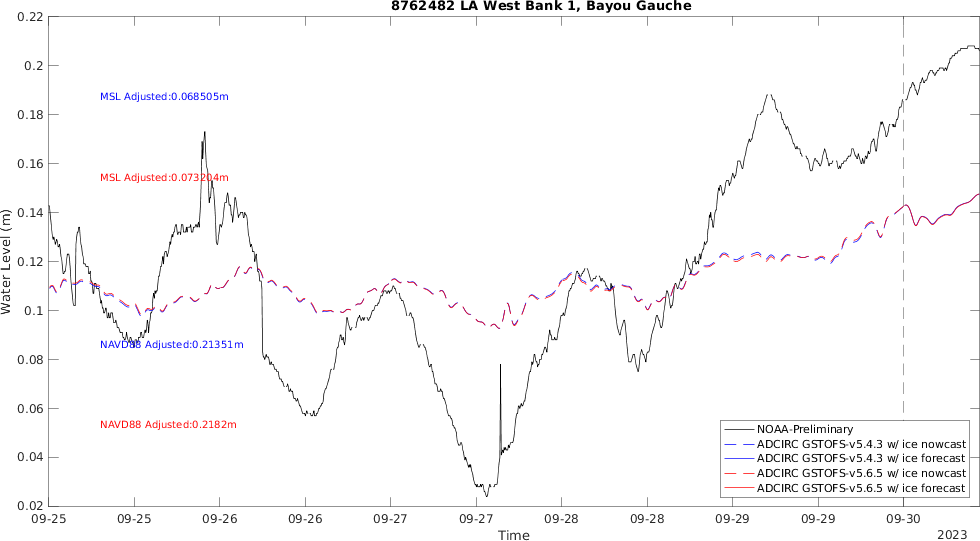 8762482 LA West Bank 1, Bayou Gauche
0.22
0.2
0.18
0.16
0.14
0.12
0.1
0.08
0.06
0.04
0.02
Water Level (m)
MSL Adjusted:0.068505m
MSL Adjusted:0.073204m
NAVD88 Adjusted:0.21351m
NAVD88 Adjusted:0.2182m
NOAA-Preliminary
ADCIRC GSTOFS-v5.4.3 w/ ice nowcast
ADCIRC GSTOFS-v5.4.3 w/ ice forecast
ADCIRC GSTOFS-v5.6.5 w/ ice nowcast
ADCIRC GSTOFS-v5.6.5 w/ ice forecast
09-25 09-25 09-26 09-26 09-27 09-27 09-28 09-28 09-29 09-29 09-30
Time
2023